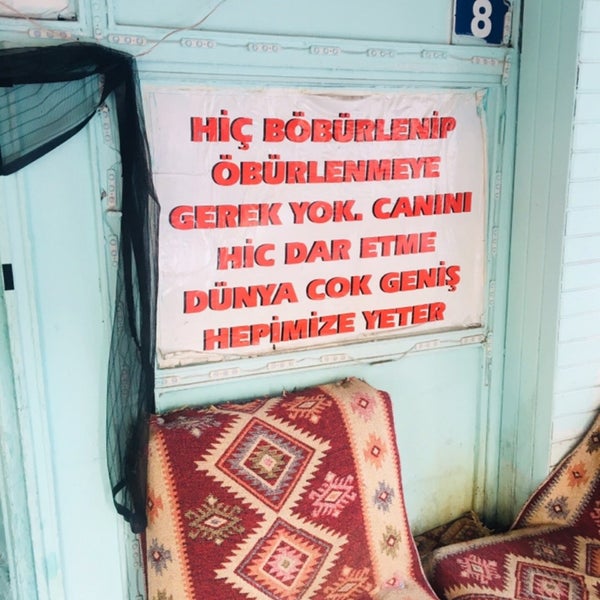 8
HİÇ BÖBÜRLENİP
ÖBÜRLENMEYE
GEREK YOK. CANINI
HİC DAR ETME
DÜNYA COK GENİŞ
HEPİMİZE YETER